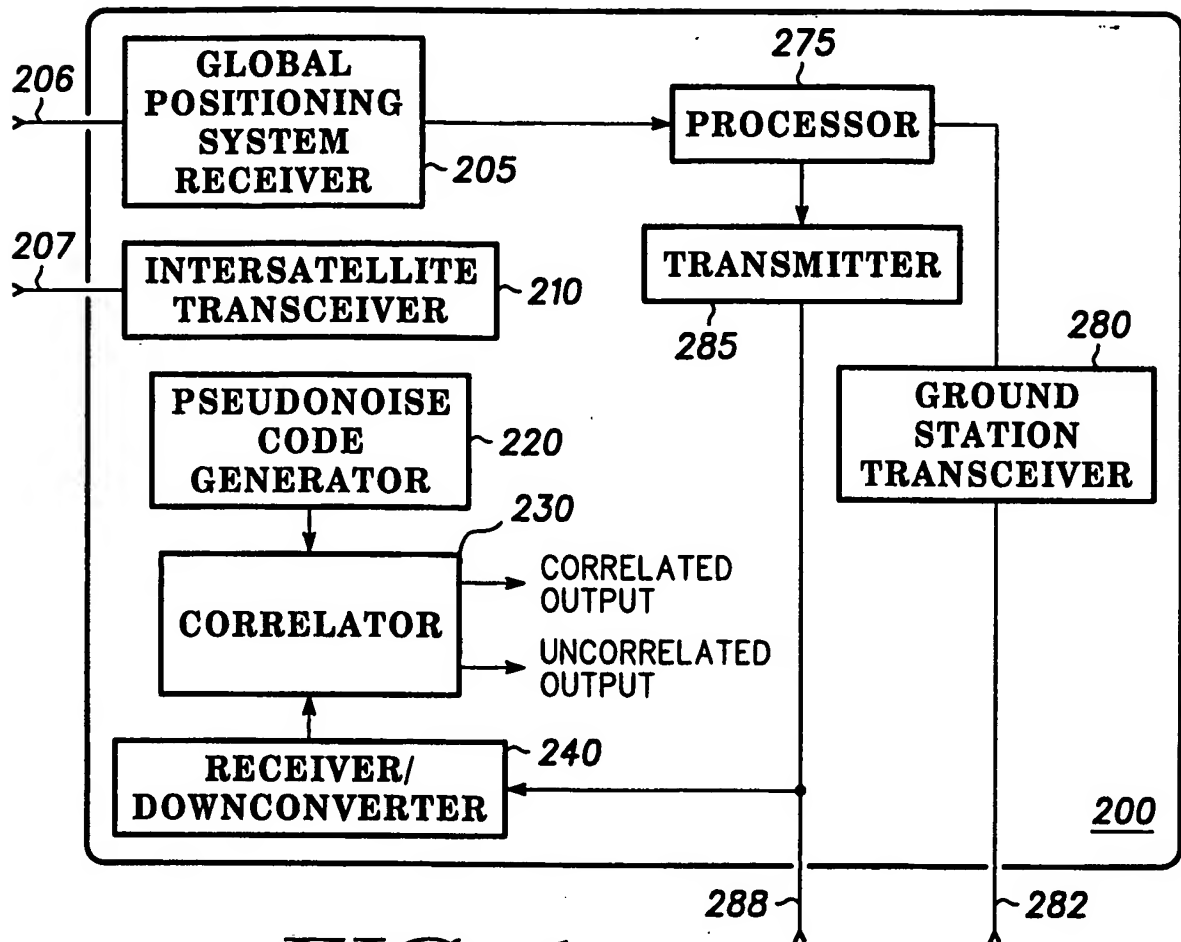 206
GLOBAL
POSITIONING
SYSTEM
RECEIVER
205
275
PROCESSOR
207
INTERSATELLITE
TRANSCEIVER
210
TRANSMITTER
285
280
GROUND
STATION
TRANSCEIVER
PSEUDONOISE
CODE
GENERATOR
220
230
CORRELATOR
CORRELATED
OUTPUT
UNCORRELATED
OUTPUT
240
RECEIVER/
DOWNCONVERTER
200
288
282